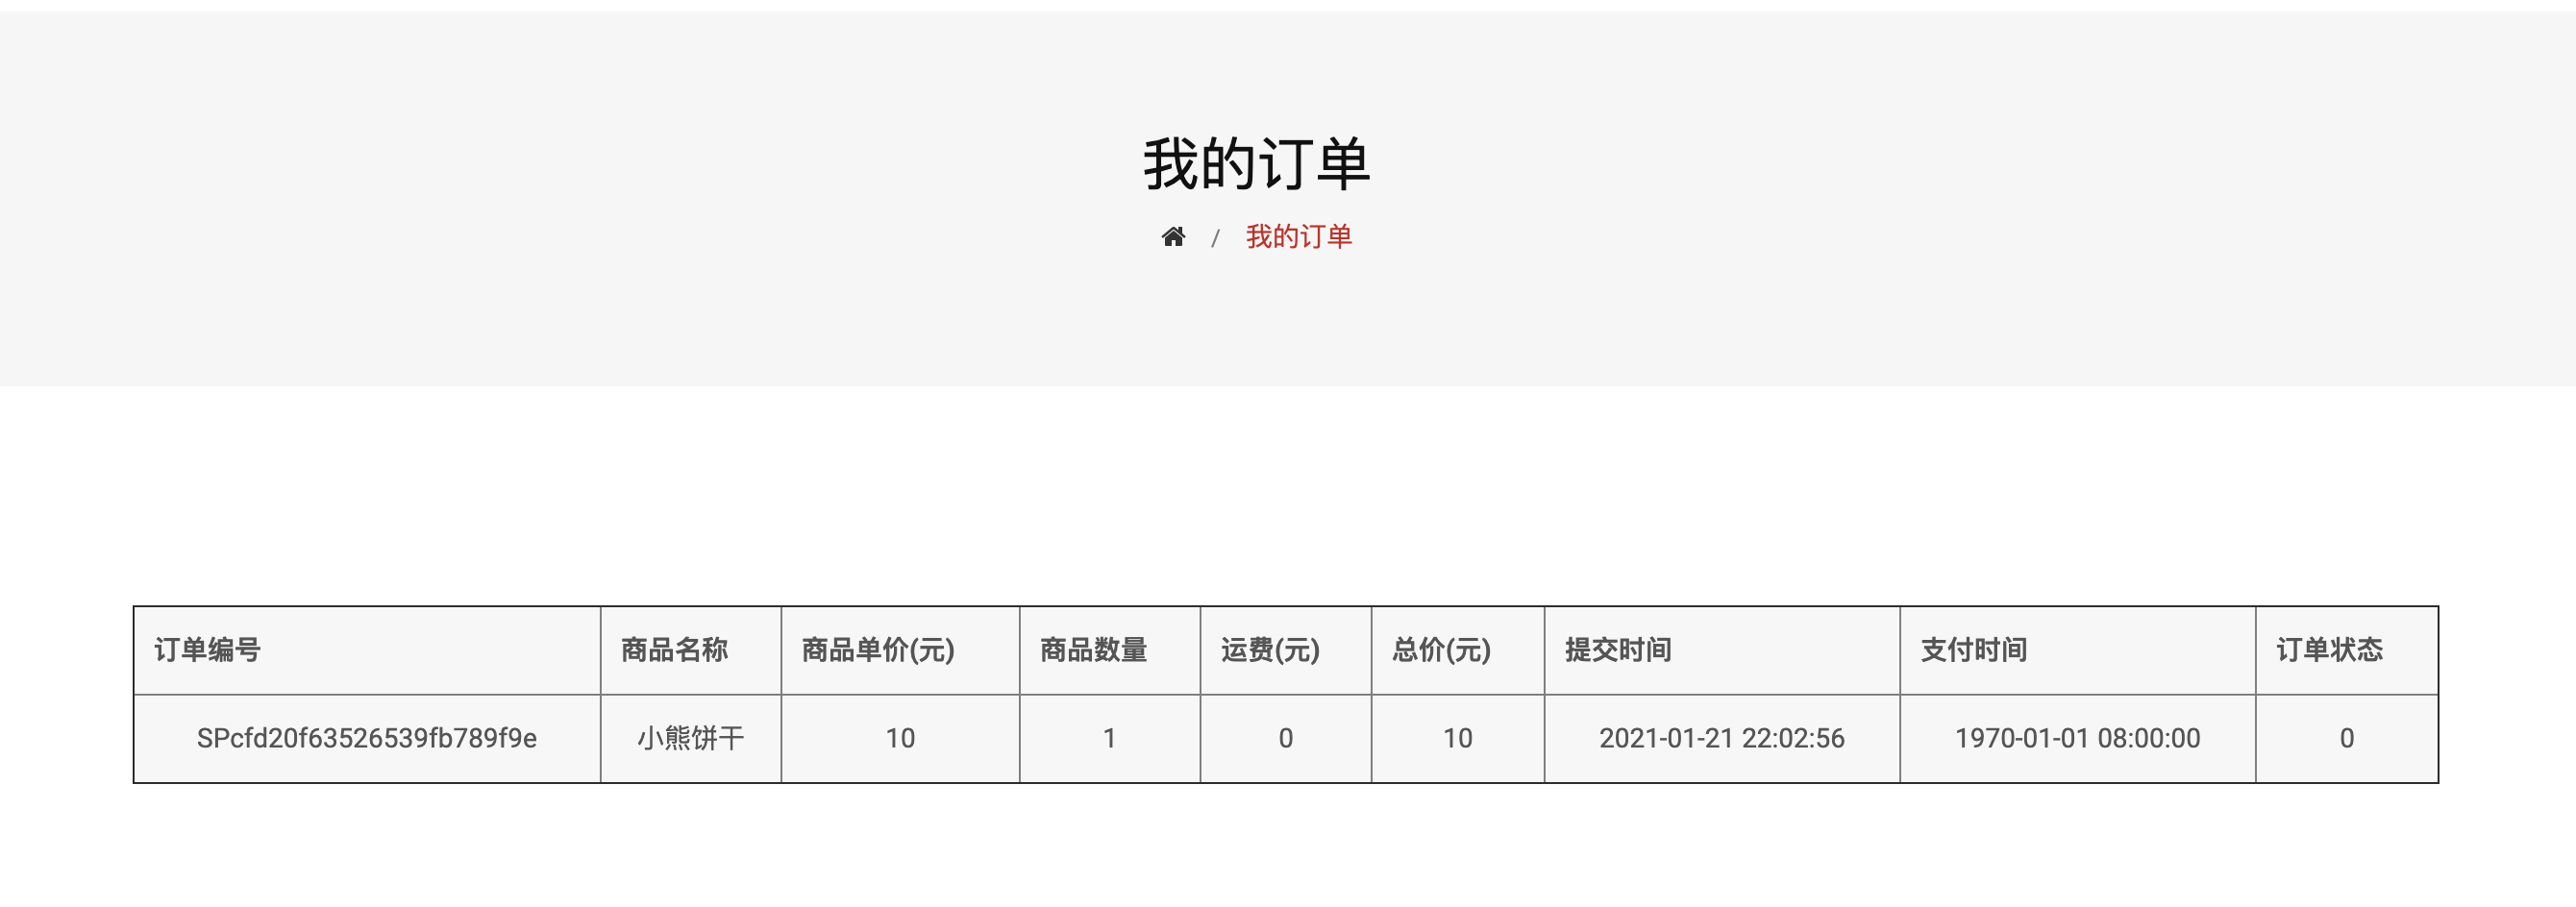 我的订单
/ 我的订单
订单编号 商品名称 商品单价(元) 商品数量 运费(元) 总价(元) 提交时间 支付时间 订单状态
SPcfd20f63526539fb789f9e 小熊饼干 10 1 0 10 2021-01-21 22:02:56 1970-01-01 08:00:00 0